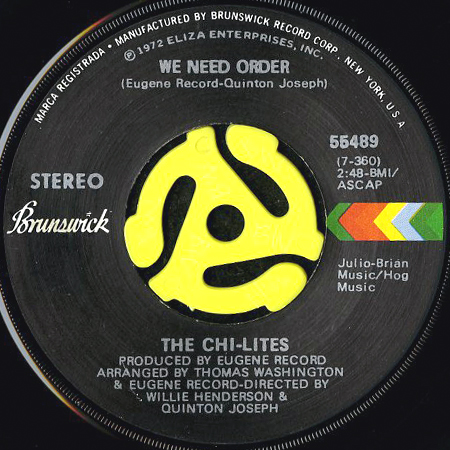 MARCA REGISTRADA • MANUFACTURED BY BRUNSWICK RECORD CORP. • NEW YORK, U.S.A.
℗ 1972 ELIZA ENTERPRISES, INC.
WE NEED ORDER
(Eugene Record-Quinton Joseph)
STEREO
55489
(7-360)
2:48-BMI/
ASCAP
Brunswick
Julio-Brian
Music/Hog
Music
THE CHI-LITES
PRODUCED BY EUGENE RECORD
ARRANGED BY THOMAS WASHINGTON
& EUGENE RECORD-DIRECTED BY
WILLIE HENDERSON &
QUINTON JOSEPH